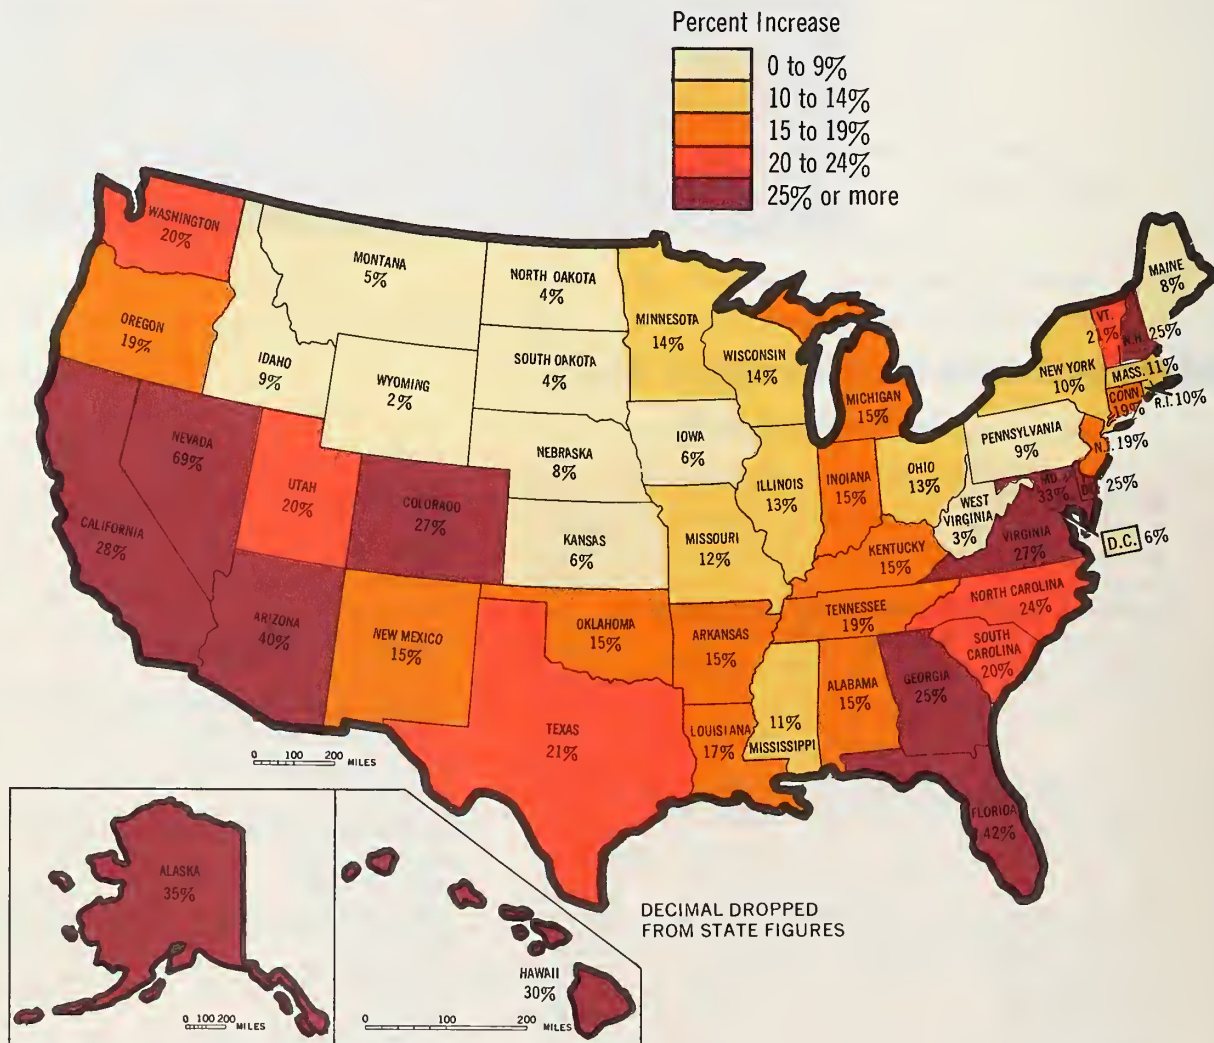 Percent Increase
0 to 9%
10 to 14%
15 to 19%
20 to 24%
25% or more
WASHINGTON
20%
OREGON
19%
CALIFORNIA
28%
NEVADA
69%
IDAHO
9%
MONTANA
5%
WYOMING
2%
UTAH
20%
COLORADO
27%
ARIZONA
40%
NEW MEXICO
15%
NORTH OAKOTA
4%
SOUTH OAKOTA
4%
NEBRASKA
8%
KANSAS
6%
OKLAHOMA
15%
TEXAS
21%
MINNESOTA
14%
IOWA
6%
MISSOURI
12%
ARKANSAS
15%
LOUISIANA
17%
WISCONSIN
14%
ILLINOIS
13%
MICHIGAN
15%
INDIANA
15%
OHIO
13%
KENTUCKY
15%
TENNESSEE
19%
11%
MISSISSIPPI
ALABAMA
15%
GEORGIA
25%
FLORIDA
42%
SOUTH
CAROLINA
20%
NORTH CAROLINA
24%
VIRGINIA
27%
WEST
VIRGINIA
3%
MD.
33%
DEL. 25%
D.C. 6%
PENNSYLVANIA
9%
N.J. 19%
NEW YORK
10%
CONN.
19%
R.I. 10%
MASS. 11%
VT.
21%
N.H. 25%
MAINE
8%
0 100 200 MILES
ALASKA
35%
0 100 200 MILES
HAWAII
30%
0 100 200 MILES
DECIMAL DROPPED
FROM STATE FIGURES